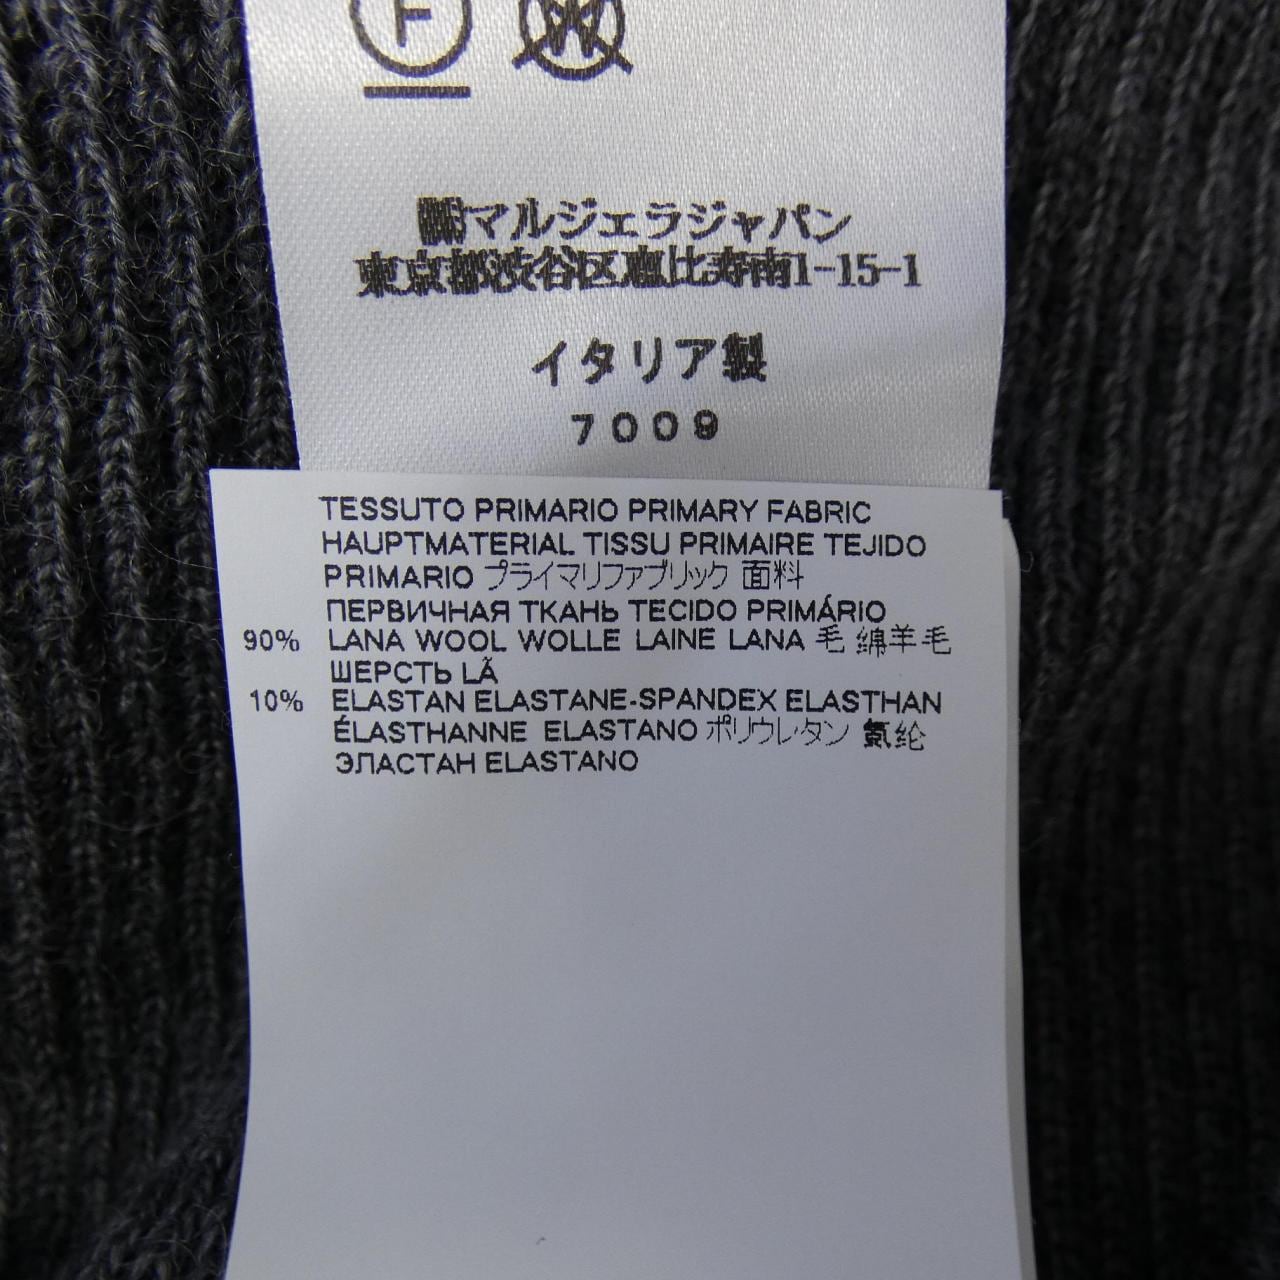 F
W
㈱マルジェラジャパン
東京都渋谷区恵比寿南1-15-1
イタリア製
7009
TESSUTO PRIMARIO PRIMARY FABRIC
HAUPTMATERIAL TISSU PRIMAIRE TEJIDO
PRIMARIO プライマリファブリック 面料
ПЕРВИЧНАЯ ТКАНЬ TECIDO PRIMÁRIO
90% LANA WOOL WOLLE LAINE LANA 毛 绵羊毛
ШЕРСТЬ LÃ
10% ELASTAN ELASTANE-SPANDEX ELASTHAN
ÉLASTHANNE ELASTANO ポリウレタン 氨纶
ЭЛАСТАН ELASTANO